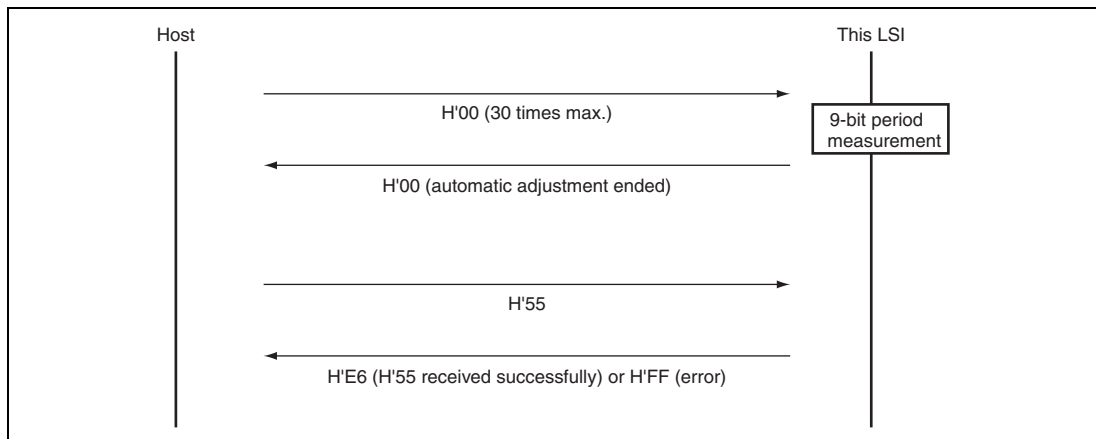 Host
This LSI
H'00 (30 times max.)
9-bit period
measurement
H'00 (automatic adjustment ended)
H'55
H'E6 (H'55 received successfully) or H'FF (error)